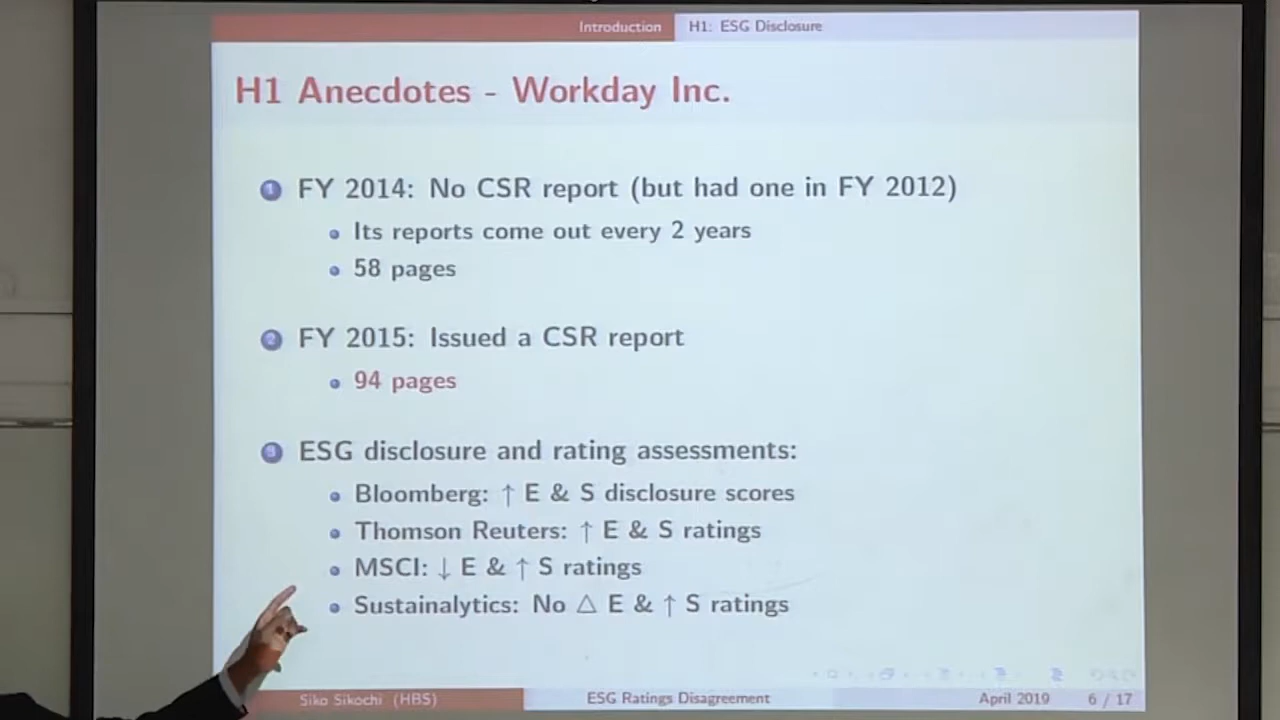 Introduction H1: ESG Disclosure
H1 Anecdotes - Workday Inc.
1 FY 2014: No CSR report (but had one in FY 2012)
Its reports come out every 2 years
58 pages
2 FY 2015: Issued a CSR report
94 pages
3 ESG disclosure and rating assessments:
Bloomberg: ↑ E & S disclosure scores
Thomson Reuters: ↑ E & S ratings
MSCI: ↓ E & ↑ S ratings
Sustainalytics: No △ E & ↑ S ratings
Siko Sikochi (HBS) ESG Ratings Disagreement April 2019 6 / 17